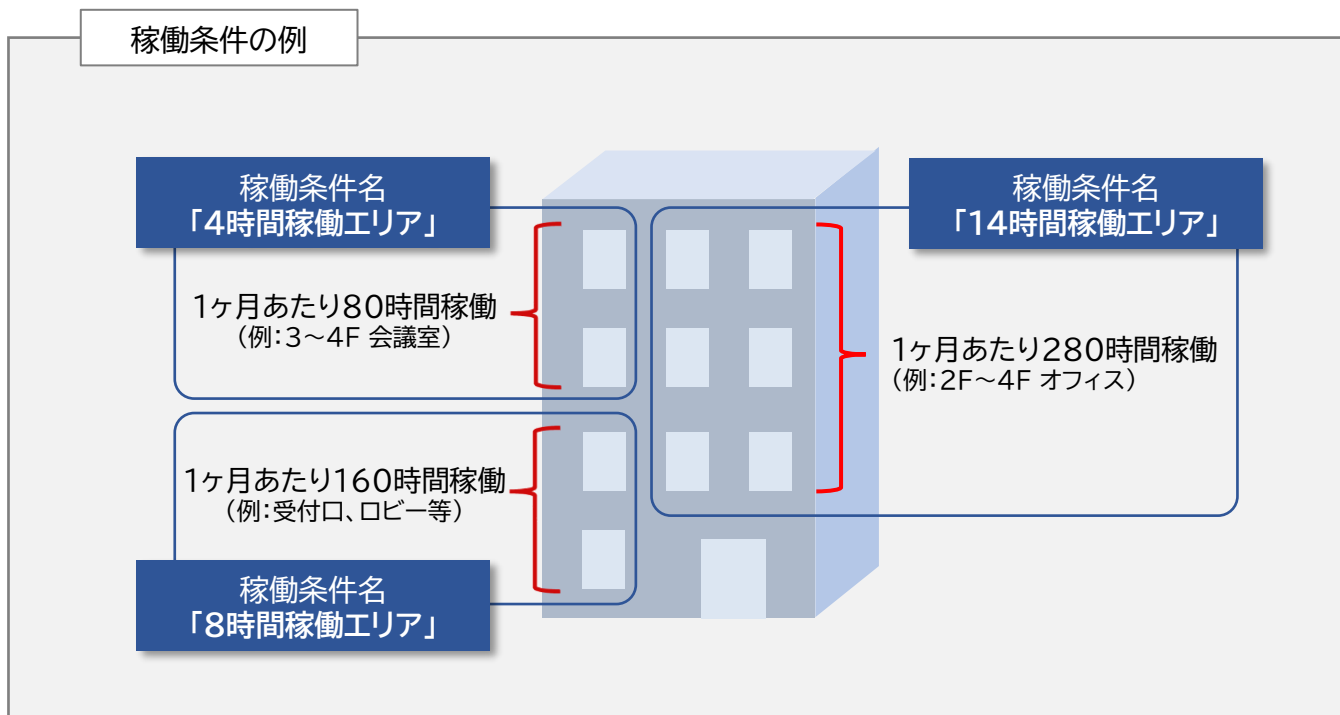 稼働条件の例
稼働条件名
「4時間稼働エリア」
1ヶ月あたり80時間稼働
(例:3~4F 会議室)
稼働条件名
「14時間稼働エリア」
1ヶ月あたり280時間稼働
(例:2F~4F オフィス)
1ヶ月あたり160時間稼働
(例:受付口、ロビー等)
稼働条件名
「8時間稼働エリア」